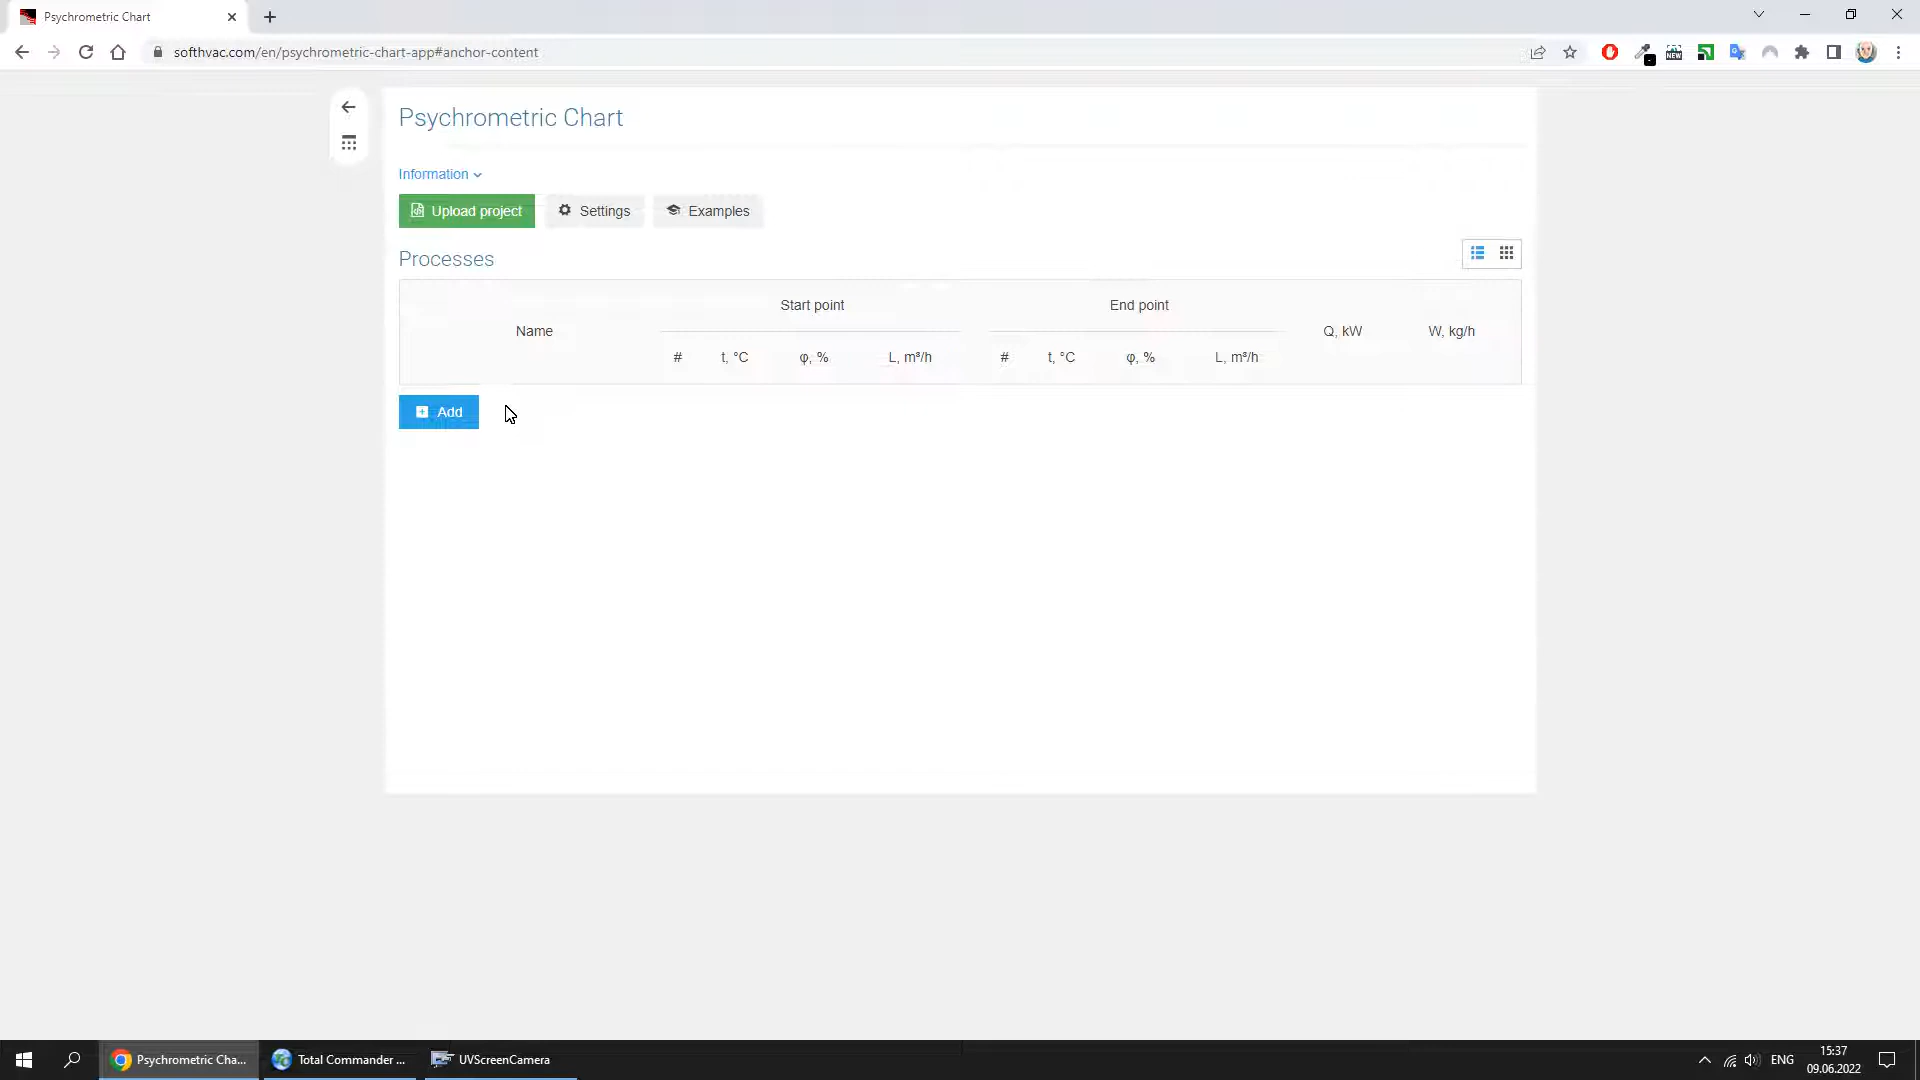 Psychrometric Chart
softhvac.com/en/psychrometric-chart-app#anchor-content
NEW
Psychrometric Chart
Information
Upload project
Settings
Examples
Processes
Name
Start point
End point
Q, kW
W, kg/h
# t, °C φ, % L, m³/h # t, °C φ, % L, m³/h
Add
Psychrometric Cha...
Total Commander ...
UVScreenCamera
ENG
15:37
09.06.2022